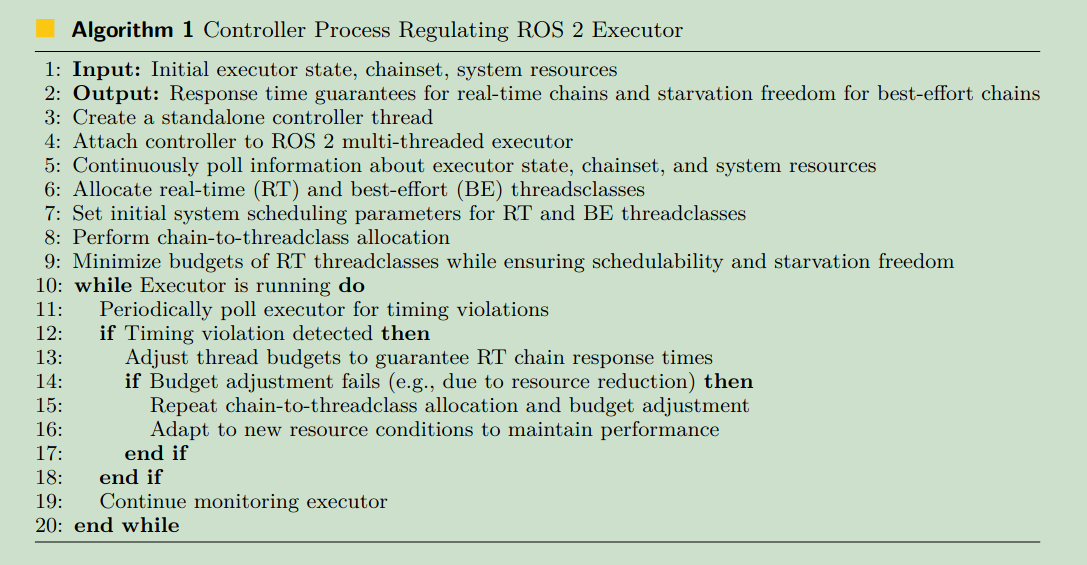 Algorithm 1 Controller Process Regulating ROS 2 Executor
1: Input: Initial executor state, chainset, system resources
2: Output: Response time guarantees for real-time chains and starvation freedom for best-effort chains
3: Create a standalone controller thread
4: Attach controller to ROS 2 multi-threaded executor
5: Continuously poll information about executor state, chainset, and system resources
6: Allocate real-time (RT) and best-effort (BE) threadsclasses
7: Set initial system scheduling parameters for RT and BE threadclasses
8: Perform chain-to-threadclass allocation
9: Minimize budgets of RT threadclasses while ensuring schedulability and starvation freedom
10: while Executor is running do
11: Periodically poll executor for timing violations
12: if Timing violation detected then
13: Adjust thread budgets to guarantee RT chain response times
14: if Budget adjustment fails (e.g., due to resource reduction) then
15: Repeat chain-to-threadclass allocation and budget adjustment
16: Adapt to new resource conditions to maintain performance
17: end if
18: end if
19: Continue monitoring executor
20: end while